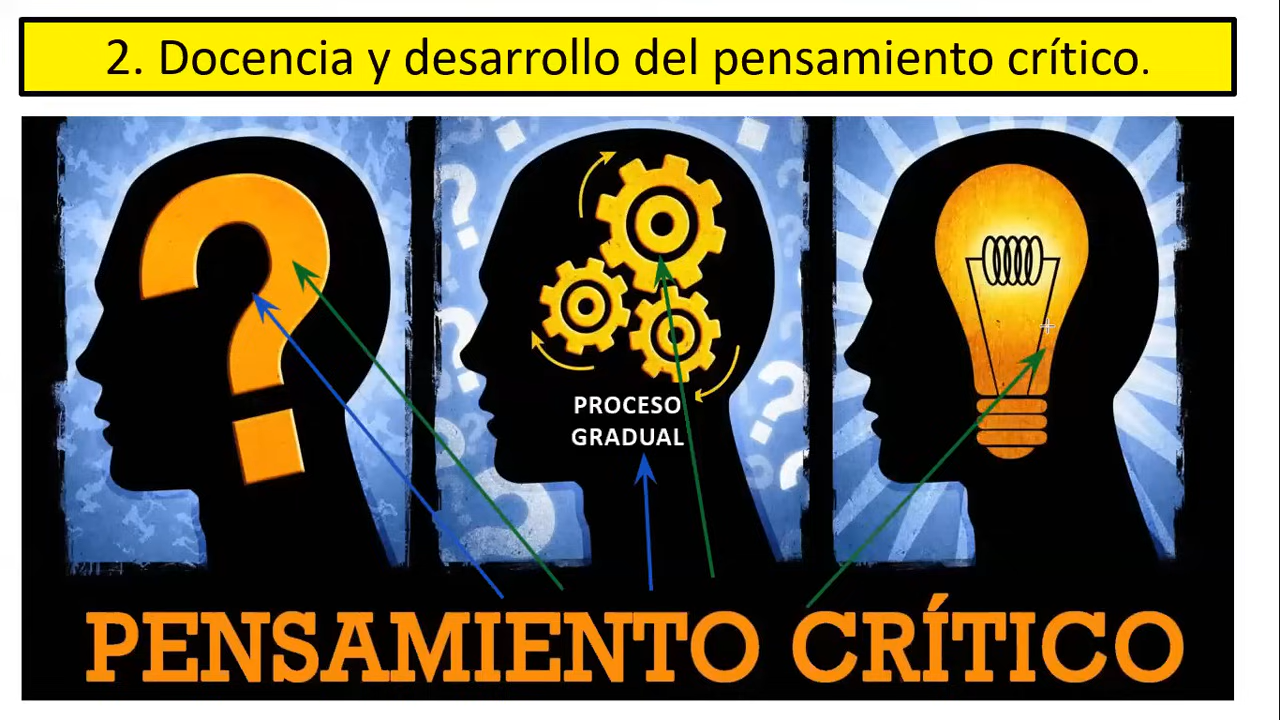 2. Docencia y desarrollo del pensamiento crítico.
PROCESO
GRADUAL
PENSAMIENTO CRÍTICO